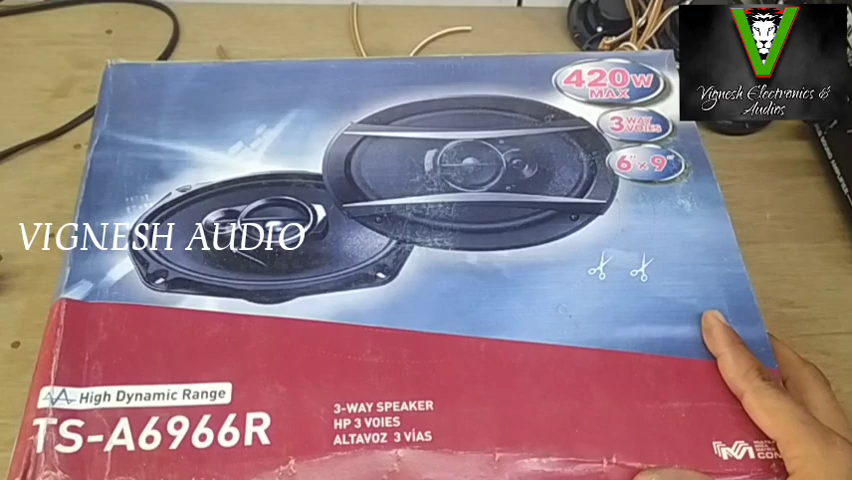 420W
MAX
3 WAY
VOIES
6" x 9"
V
Vignesh Electronics &
Audios
VIGNESH AUDIO
High Dynamic Range
TS-A6966R
3-WAY SPEAKER
HP 3 VOIES
ALTAVOZ 3 VÍAS